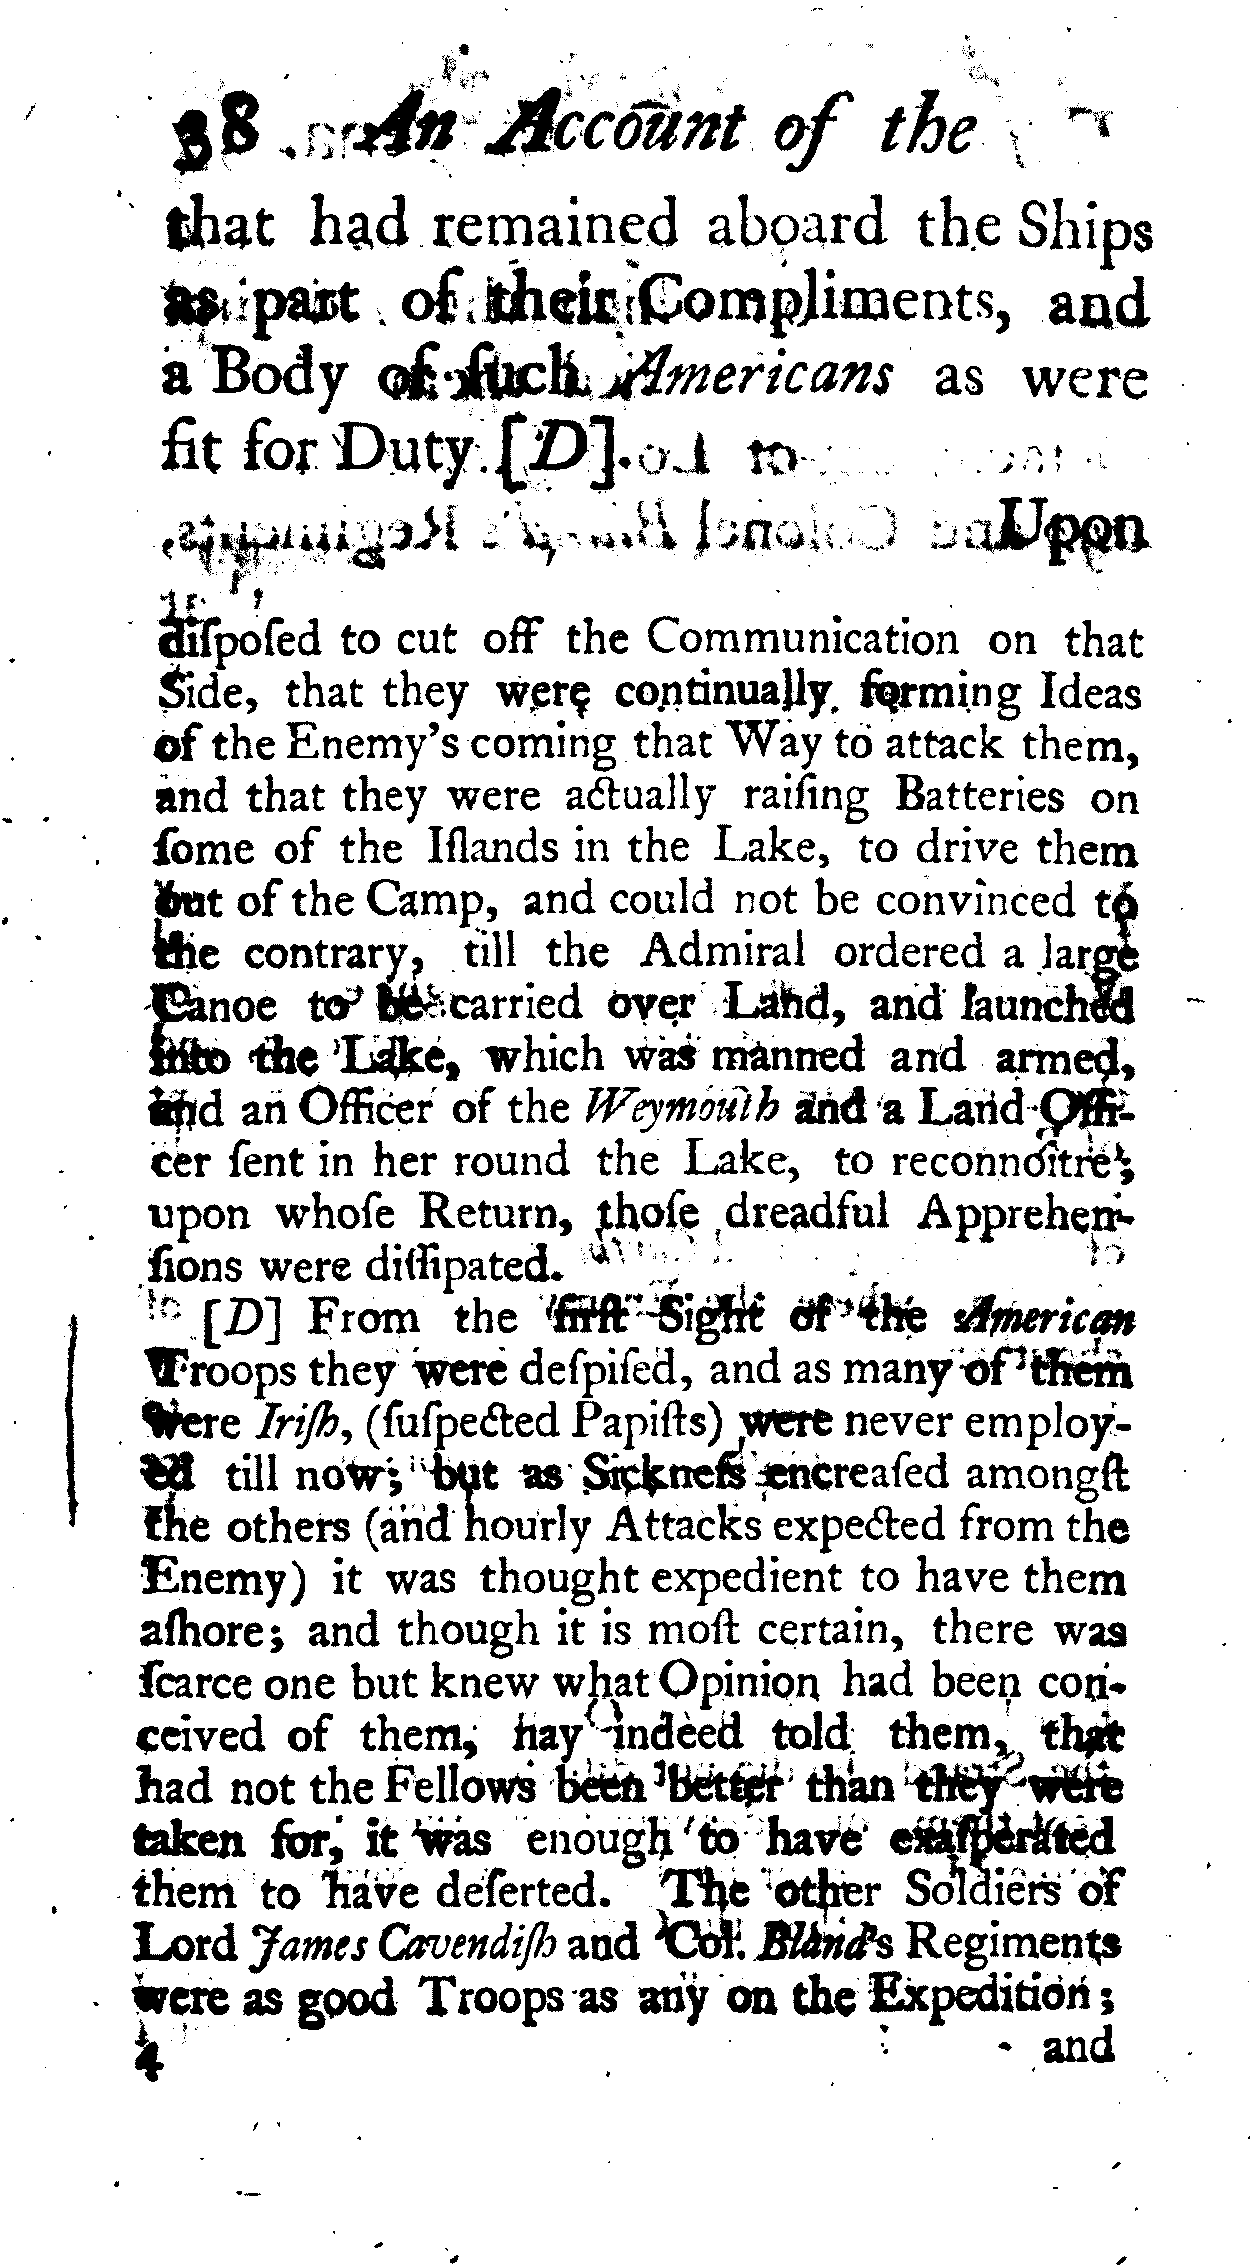 38 An Account of the
that had remained aboard the Ships
as part of their Compliments, and
a Body of ſuch Americans as were
fit for Duty. [D].
Upon
diſpoſed to cut off the Communication on that
Side, that they were continually forming Ideas
of the Enemy's coming that Way to attack them,
and that they were actually raiſing Batteries on
ſome of the Iſlands in the Lake, to drive them
out of the Camp, and could not be convinced to
the contrary, till the Admiral ordered a large
Canoe to be carried over Land, and launched
into the Lake, which was manned and armed,
and an Officer of the Weymouth and a Land Offi-
cer ſent in her round the Lake, to reconnoitre;
upon whoſe Return, thoſe dreadful Apprehen-
ſions were diſſipated.
[D] From the firſt Sight of the American
Troops they were deſpiſed, and as many of them
were Iriſh, (ſuſpected Papiſts) were never employ-
ed till now; but as Sickneſs encreaſed amongſt
the others (and hourly Attacks expected from the
Enemy) it was thought expedient to have them
aſhore; and though it is moſt certain, there was
ſcarce one but knew what Opinion had been con-
ceived of them, nay indeed told them, that
had not the Fellows been better than they were
taken for, it was enough to have exaſperated
them to have deſerted. The other Soldiers of
Lord James Cavendiſh and Col. Bland's Regiments
were as good Troops as any on the Expedition;
4 and